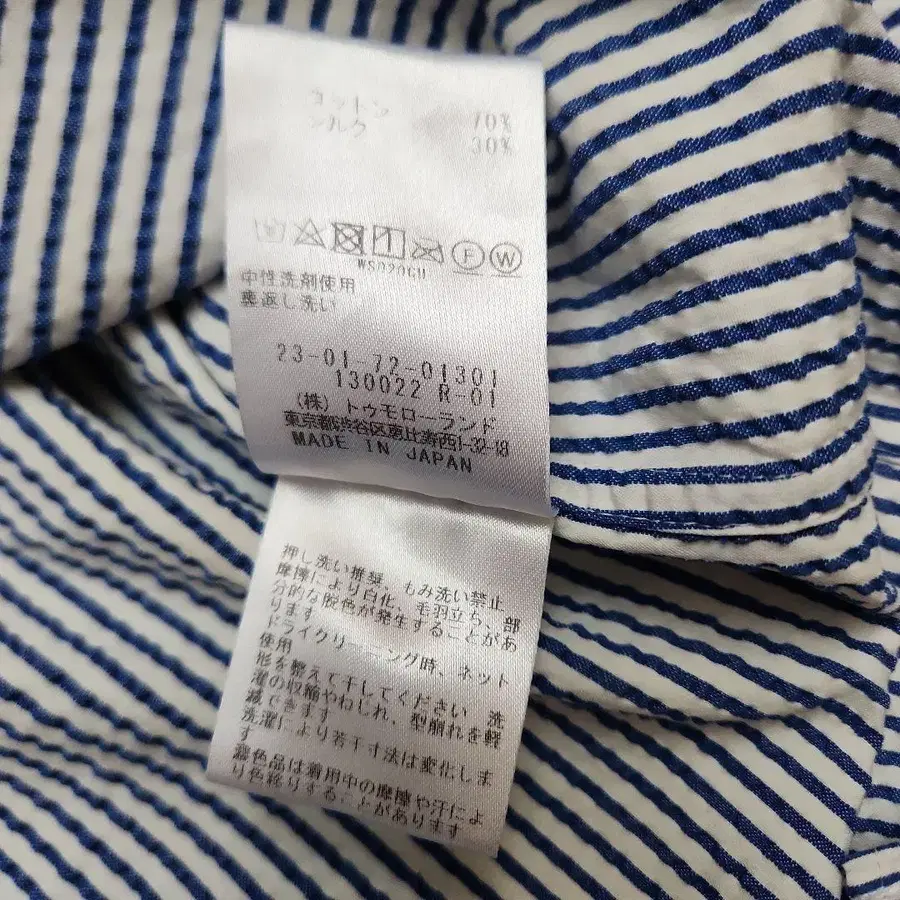 コットン 70%
シルク 30%
F W
WS020GU
中性洗剤使用
裏返し洗い
23-01-72-01301
130022 R-01
(株) トゥモローランド
東京都渋谷区恵比寿西1-32-18
MADE IN JAPAN
押し洗い推奨、もみ洗い禁止
摩擦により白化、毛羽立ち、部
分的な脱色が発生することがあ
ります
ドライクリーニング時、ネット
使用
形を整えて干してください 洗
濯の収縮やねじれ、型崩れを軽
減できます
洗濯により若干寸法は変化しま
す
濃色品は着用中の摩擦や汗によ
り色移りすることがあります